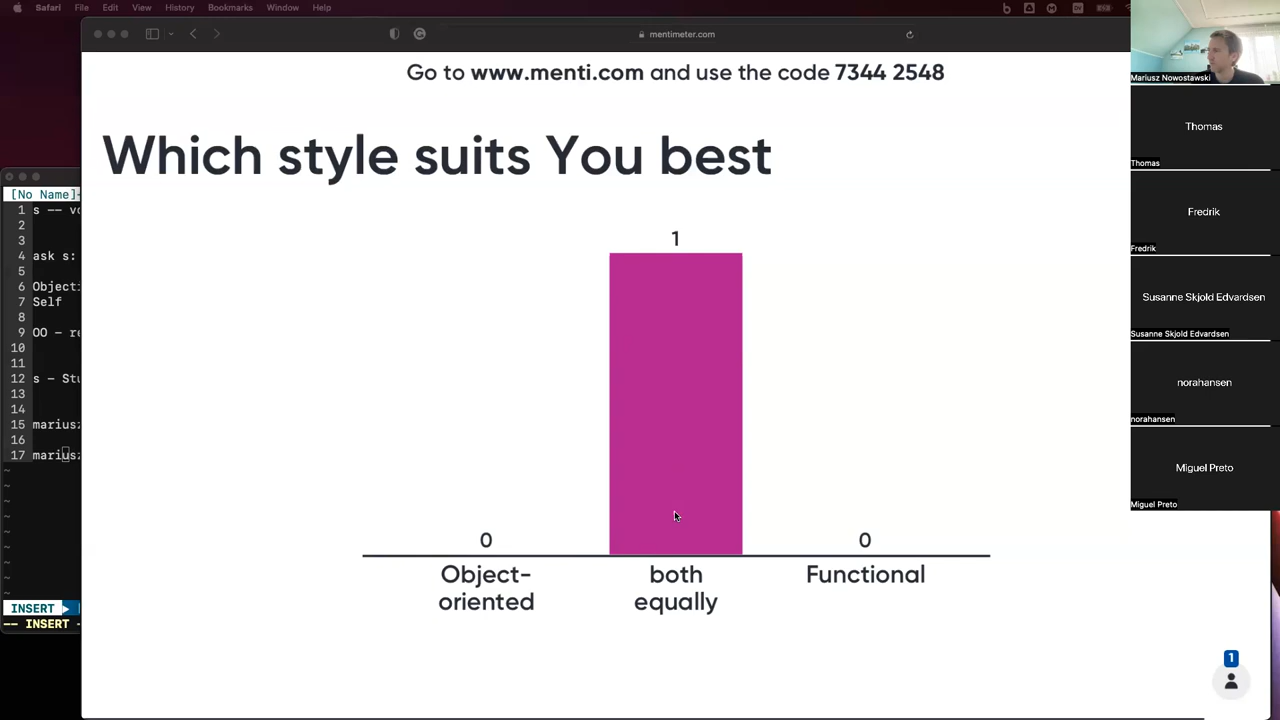 Safari File Edit View History Bookmarks Window Help
mentimeter.com
Go to www.menti.com and use the code 7344 2548
Which style suits You best
1
0
0
Object-
oriented
both
equally
Functional
1
[No Name]
1 s -- vo
2
3
4 ask s:
5
6 Objecti
7 Self
8
9 OO - re
10
11
12 s - Stu
13
14
15 mariusz
16
17 mariusz
~
~
~
~
~
~
~
~
~
INSERT
-- INSERT -
Mariusz Nowostawski
Thomas
Thomas
Fredrik
Fredrik
Susanne Skjold Edvardsen
Susanne Skjold Edvardsen
norahansen
norahansen
Miguel Preto
Miguel Preto